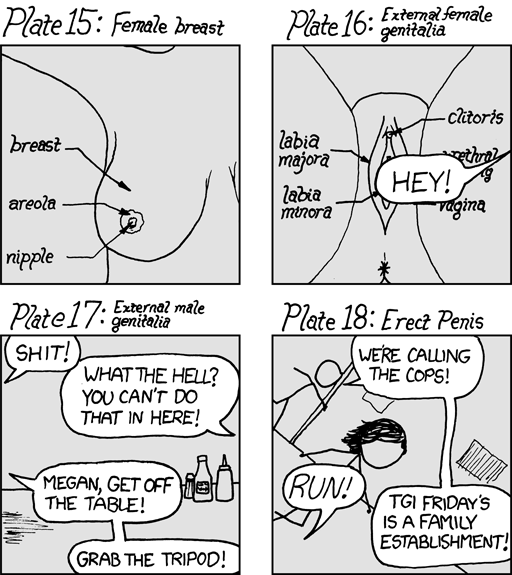 Plate 15: Female breast
breast
areola
nipple
Plate 16: External female
genitalia
clitoris
labia
majora
labia
minora
HEY!
vagina
Plate 17: External male
genitalia
SHIT!
WHAT THE HELL?
YOU CAN'T DO
THAT IN HERE!
MEGAN, GET OFF
THE TABLE!
GRAB THE TRIPOD!
Plate 18: Erect Penis
WE'RE CALLING
THE COPS!
RUN!
TGI FRIDAY'S
IS A FAMILY
ESTABLISHMENT!